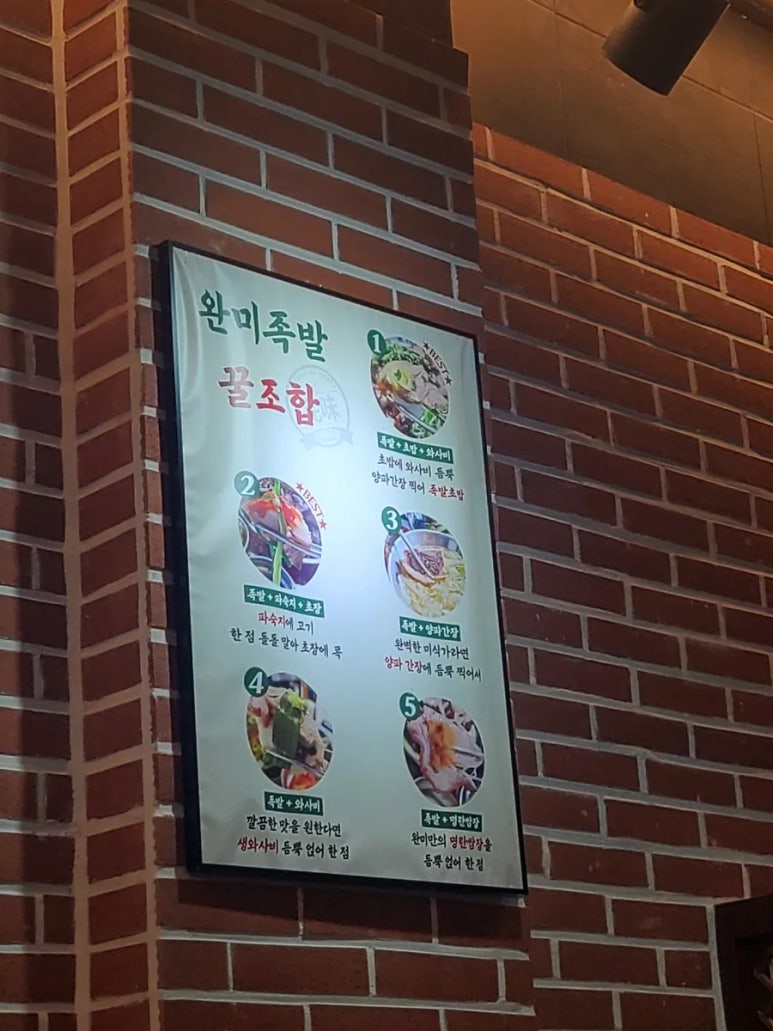 완미족발
꿀조합
味
1
★BEST★
족발 + 초밥 + 와사비
초밥에 와사비 듬뿍
양파간장 찍어 족발초밥
2
★BEST★
족발 + 파숙지 + 초장
파숙지에 고기
한 점 돌돌 말아 초장에 콕
3
족발 + 양파간장
완벽한 미식가라면
양파 간장에 듬뿍 찍어서
4
족발 + 와사비
깔끔한 맛을 원한다면
생와사비 듬뿍 얹어 한 점
5
족발 + 명란쌈장
완미만의 명란쌈장을
듬뿍 얹어 한 점